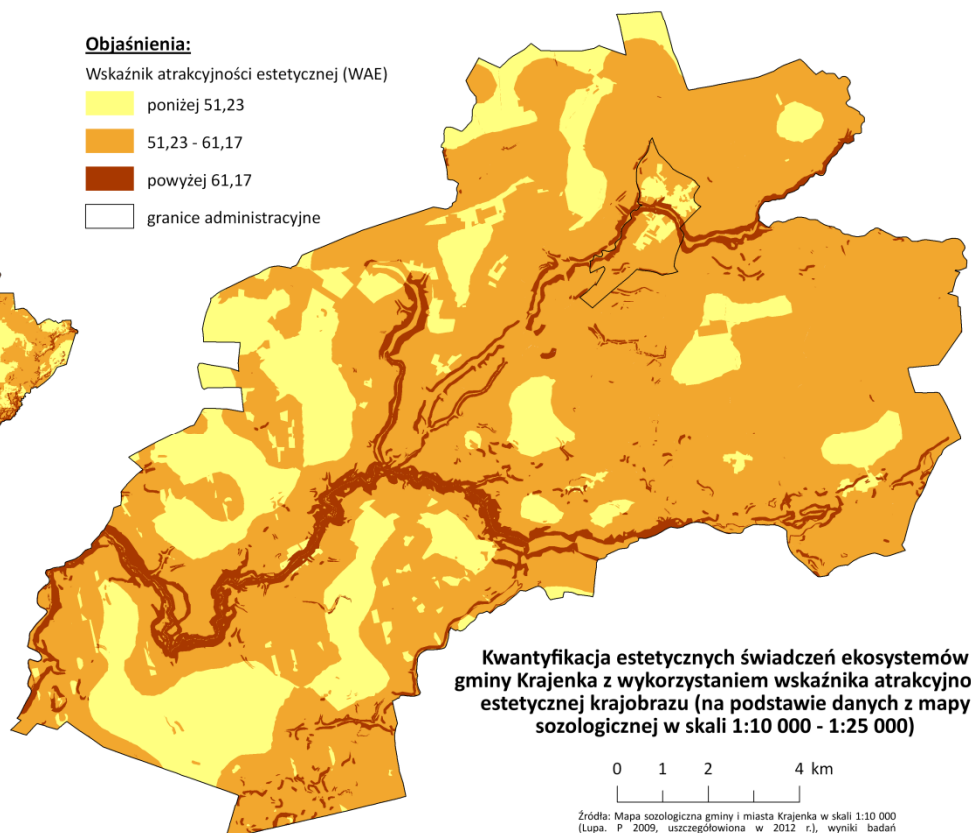 Objaśnienia:
Wskaźnik atrakcyjności estetycznej (WAE)
poniżej 51,23
51,23 - 61,17
powyżej 61,17
granice administracyjne
Kwantyfikacja estetycznych świadczeń ekosystemów
gminy Krajenka z wykorzystaniem wskaźnika atrakcyjno
estetycznej krajobrazu (na podstawie danych z mapy
sozologicznej w skali 1:10 000 - 1:25 000)
0 1 2 4 km
Źródła: Mapa sozologiczna gminy i miasta Krajenka w skali 1:10 000
(Lupa. P 2009, uszczegółowiona w 2012 r.), wyniki badań